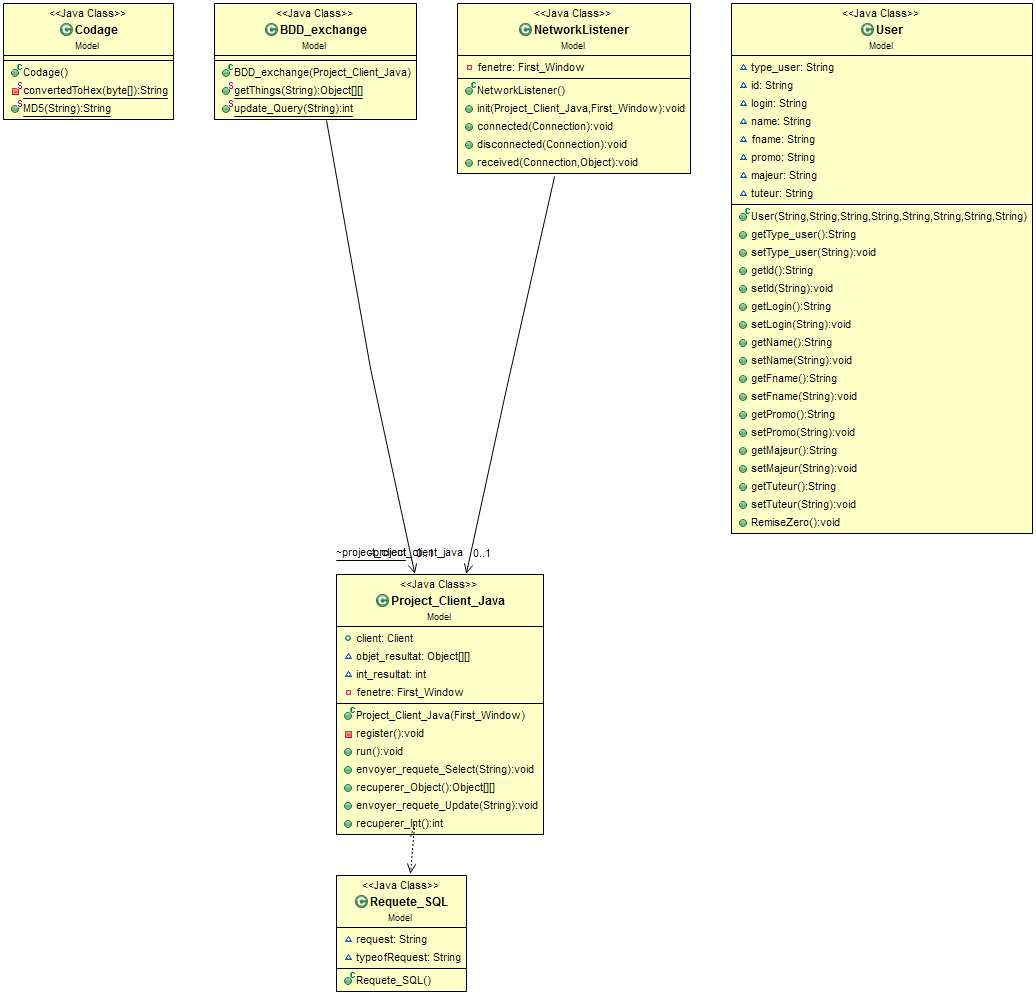 <<Java Class>>
Codage
Model
Codage()
convertedToHex(byte[]):String
MD5(String):String
<<Java Class>>
BDD_exchange
Model
BDD_exchange(Project_Client_Java)
getThings(String):Object[][]
update_Query(String):int
<<Java Class>>
NetworkListener
Model
fenetre: First_Window
NetworkListener()
init(Project_Client_Java,First_Window):void
connected(Connection):void
disconnected(Connection):void
received(Connection,Object):void
<<Java Class>>
User
Model
type_user: String
id: String
login: String
name: String
fname: String
promo: String
majeur: String
tuteur: String
User(String,String,String,String,String,String,String,String)
getType_user():String
setType_user(String):void
getId():String
setId(String):void
getLogin():String
setLogin(String):void
getName():String
setName(String):void
getFname():String
setFname(String):void
getPromo():String
setPromo(String):void
getMajeur():String
setMajeur(String):void
getTuteur():String
setTuteur(String):void
RemiseZero():void
0..1
0..1
<<Java Class>>
Project_Client_Java
Model
client: Client
objet_resultat: Object[][]
int_resultat: int
fenetre: First_Window
Project_Client_Java(First_Window)
register():void
run():void
envoyer_requete_Select(String):void
recuperer_Object():Object[][]
envoyer_requete_Update(String):void
recuperer_Int():int
<<Java Class>>
Requete_SQL
Model
request: String
typeofRequest: String
Requete_SQL()